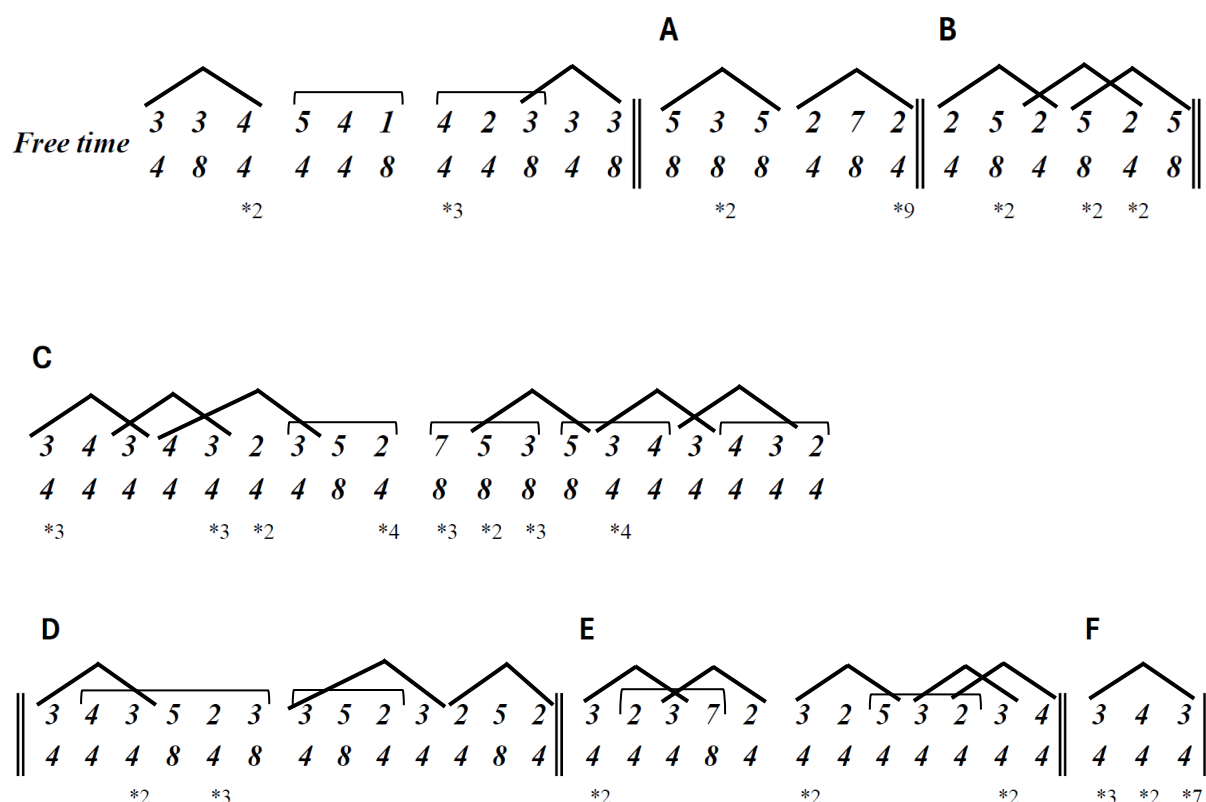 A B
3 3 4 5 4 1 4 2 3 3 3 5 3 5 2 7 2 2 5 2 5 2 5
Free time
4 8 4 4 4 8 4 4 8 4 8 8 8 8 4 8 4 4 8 4 8 4 8
*2 *3 *2 *9 *2 *2 *2
C
3 4 3 4 3 2 3 5 2 7 5 3 5 3 4 3 4 3 2
4 4 4 4 4 4 4 8 4 8 8 8 8 4 4 4 4 4 4
*3 *3 *2 *4 *3 *2 *3 *4
D E F
3 4 3 5 2 3 3 5 2 3 2 5 2 3 2 3 7 2 3 2 5 3 2 3 4 3 4 3
4 4 4 8 4 8 4 8 4 4 4 8 4 4 4 4 8 4 4 4 4 4 4 4 4 4 4 4
*2 *3 *2 *2 *2 *3 *2 *7